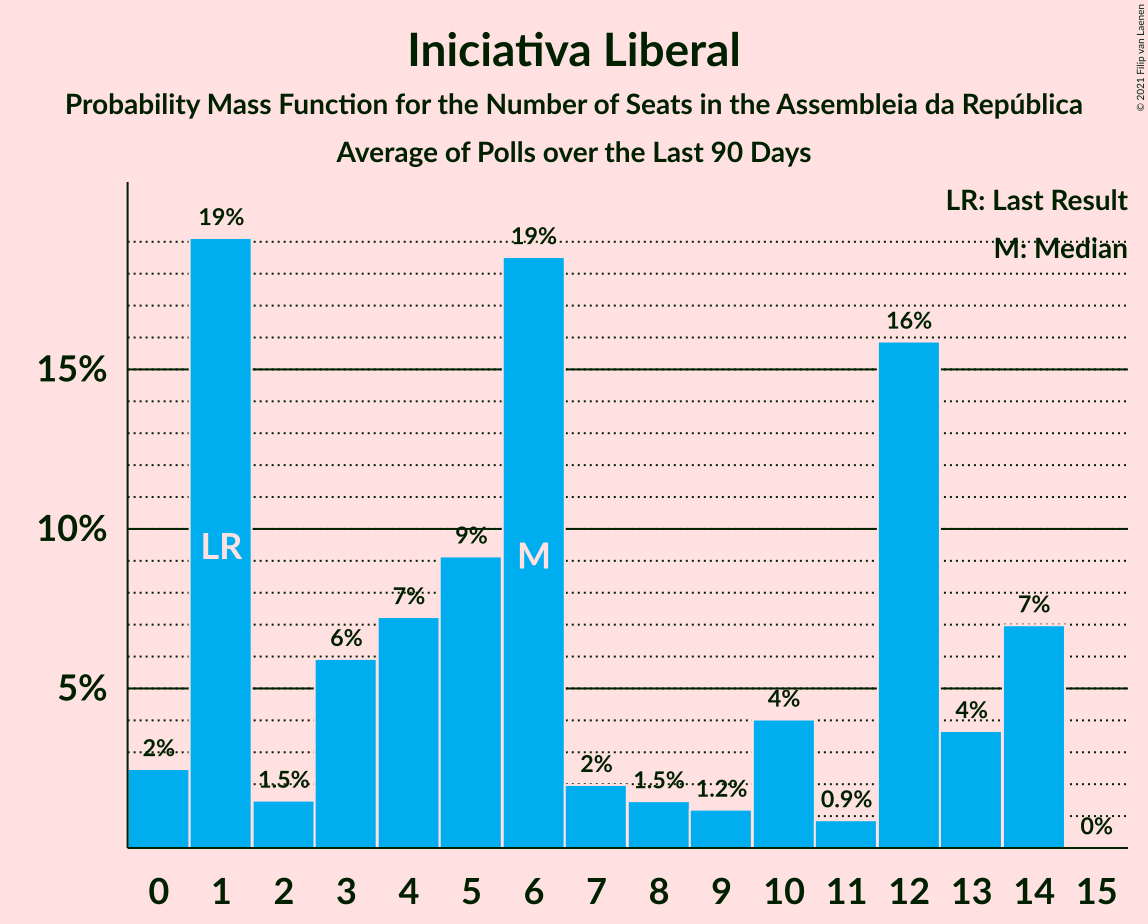 Iniciativa Liberal
Probability Mass Function for the Number of Seats in the Assembleia da República
Average of Polls over the Last 90 Days
© 2021 Filip van Laenen
LR: Last Result
M: Median
15%
10%
5%
2%
19%
1.5%
6%
7%
9%
19%
2%
1.5%
1.2%
4%
0.9%
16%
4%
7%
0%
LR
M
0 1 2 3 4 5 6 7 8 9 10 11 12 13 14 15